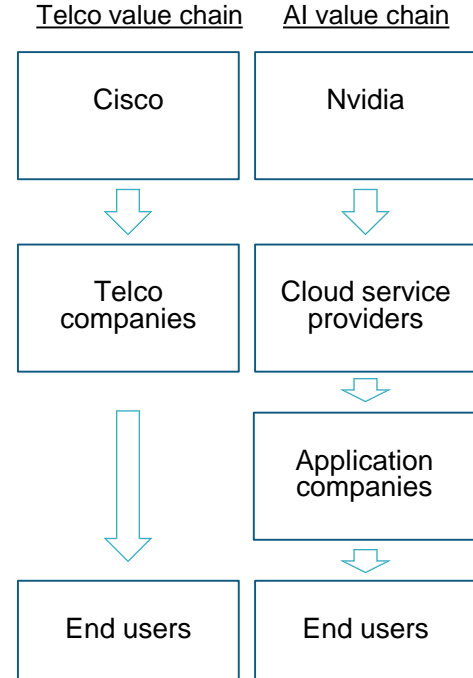 Telco value chain
AI value chain
Cisco
Nvidia
Telco
companies
Cloud service
providers
Application
companies
End users
End users